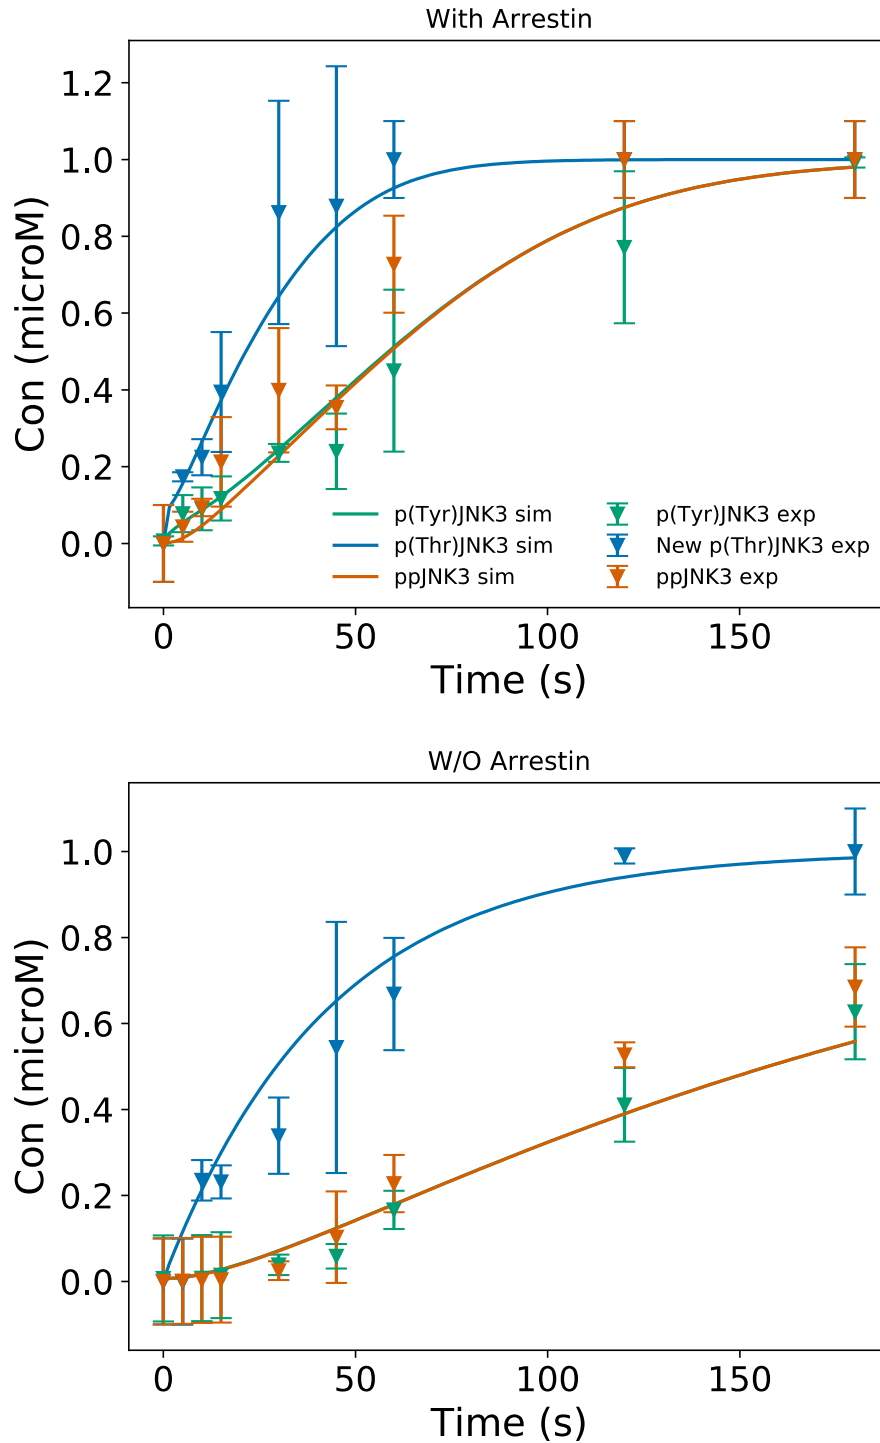 With Arrestin
Con (microM)
1.2
1.0
0.8
0.6
0.4
0.2
0.0
p(Tyr)JNK3 sim
p(Thr)JNK3 sim
ppJNK3 sim
p(Tyr)JNK3 exp
New p(Thr)JNK3 exp
ppJNK3 exp
0 50 100 150
Time (s)
W/O Arrestin
Con (microM)
1.0
0.8
0.6
0.4
0.2
0.0
0 50 100 150
Time (s)